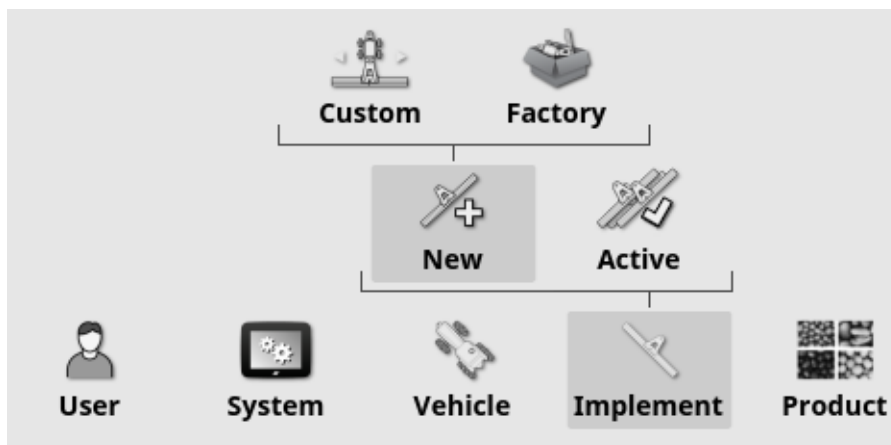 Custom Factory
New Active
User System Vehicle Implement Product